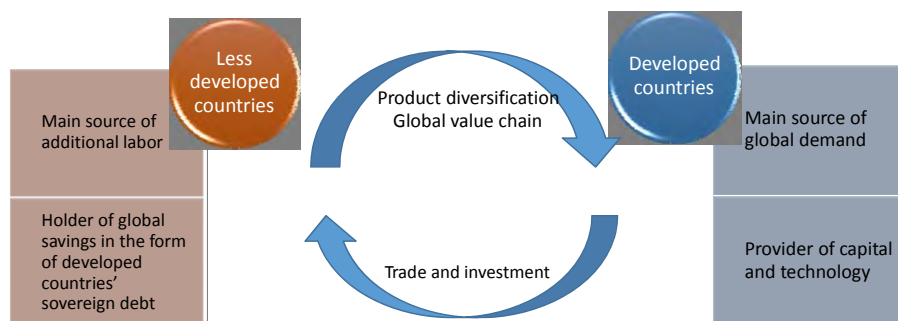 Less
developed
countries
Main source of
additional labor
Holder of global
savings in the form
of developed
countries’
sovereign debt
Product diversification
Global value chain
Trade and investment
Developed
countries
Main source of
global demand
Provider of capital
and technology